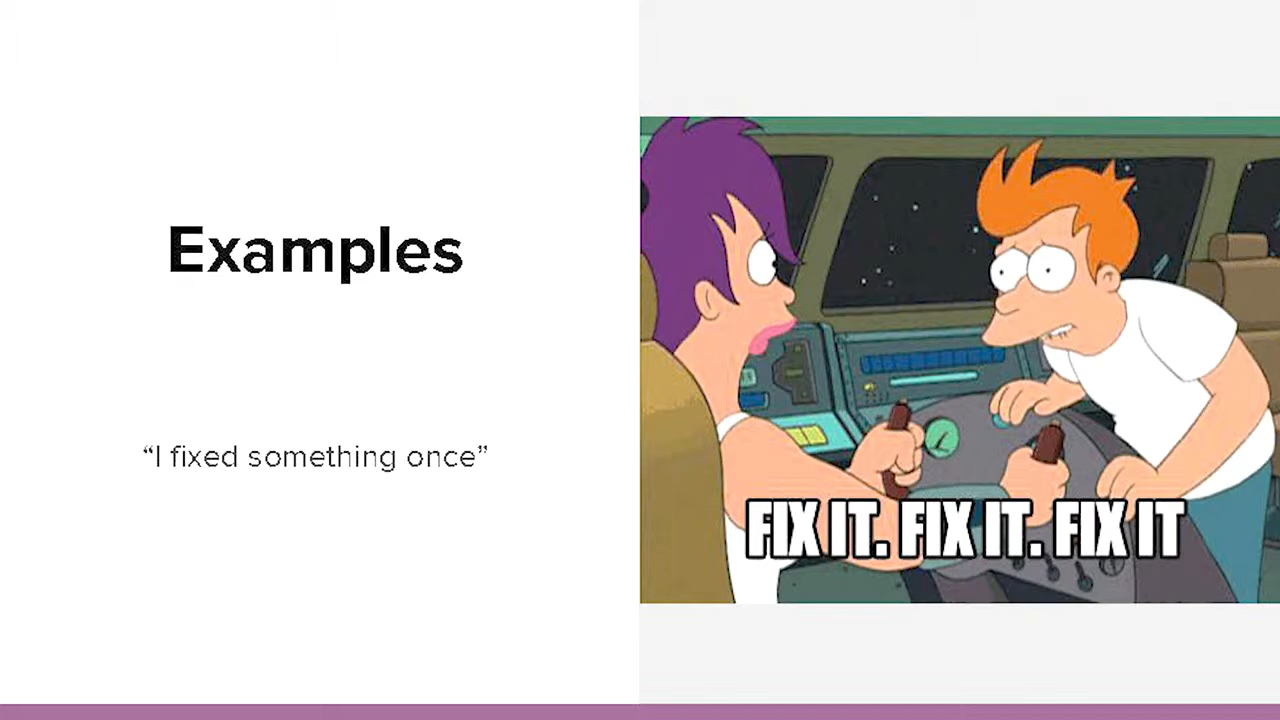 Examples
“I fixed something once”
FIX IT. FIX IT. FIX IT